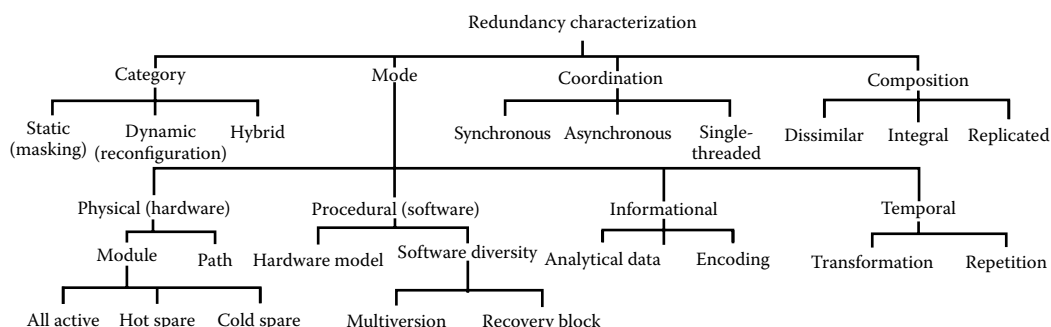 Redundancy characterization
Category
Mode
Coordination
Composition
Static
(masking)
Dynamic
(reconfiguration)
Hybrid
Synchronous
Asynchronous
Single-
threaded
Dissimilar
Integral
Replicated
Physical (hardware)
Procedural (software)
Informational
Temporal
Module
Path
Hardware model
Software diversity
Analytical data
Encoding
Transformation
Repetition
All active
Hot spare
Cold spare
Multiversion
Recovery block